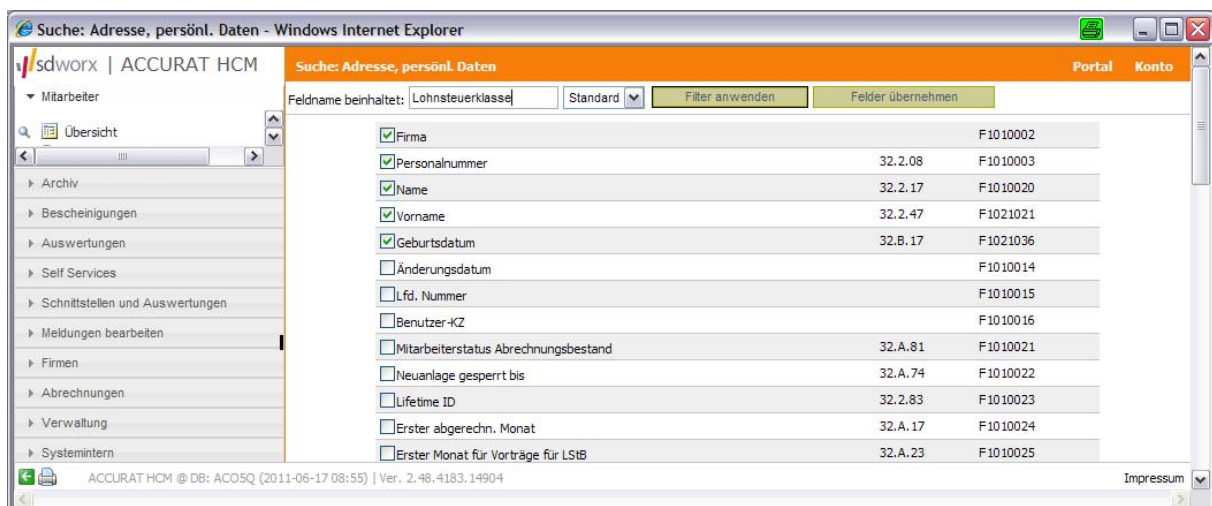 Suche: Adresse, persönl. Daten - Windows Internet Explorer
sdworx | ACCURAT HCM
Suche: Adresse, persönl. Daten Portal Konto
Mitarbeiter
Feldname beinhaltet: Lohnsteuerklasse Standard Filter anwenden Felder übernehmen
Übersicht
Archiv
Bescheinigungen
Auswertungen
Self Services
Schnittstellen und Auswertungen
Meldungen bearbeiten
Firmen
Abrechnungen
Verwaltung
Systemintern
Firma F1010002
Personalnummer 32.2.08 F1010003
Name 32.2.17 F1010020
Vorname 32.2.47 F1021021
Geburtsdatum 32.B.17 F1021036
Änderungsdatum F1010014
Lfd. Nummer F1010015
Benutzer-KZ F1010016
Mitarbeiterstatus Abrechnungsbestand 32.A.81 F1010021
Neuanlage gesperrt bis 32.A.74 F1010022
Lifetime ID 32.2.83 F1010023
Erster abgerechn. Monat 32.A.17 F1010024
Erster Monat für Vorträge für LStB 32.A.23 F1010025
ACCURAT HCM @ DB: ACO5Q (2011-06-17 08:55) | Ver. 2.48.4183.14904 Impressum